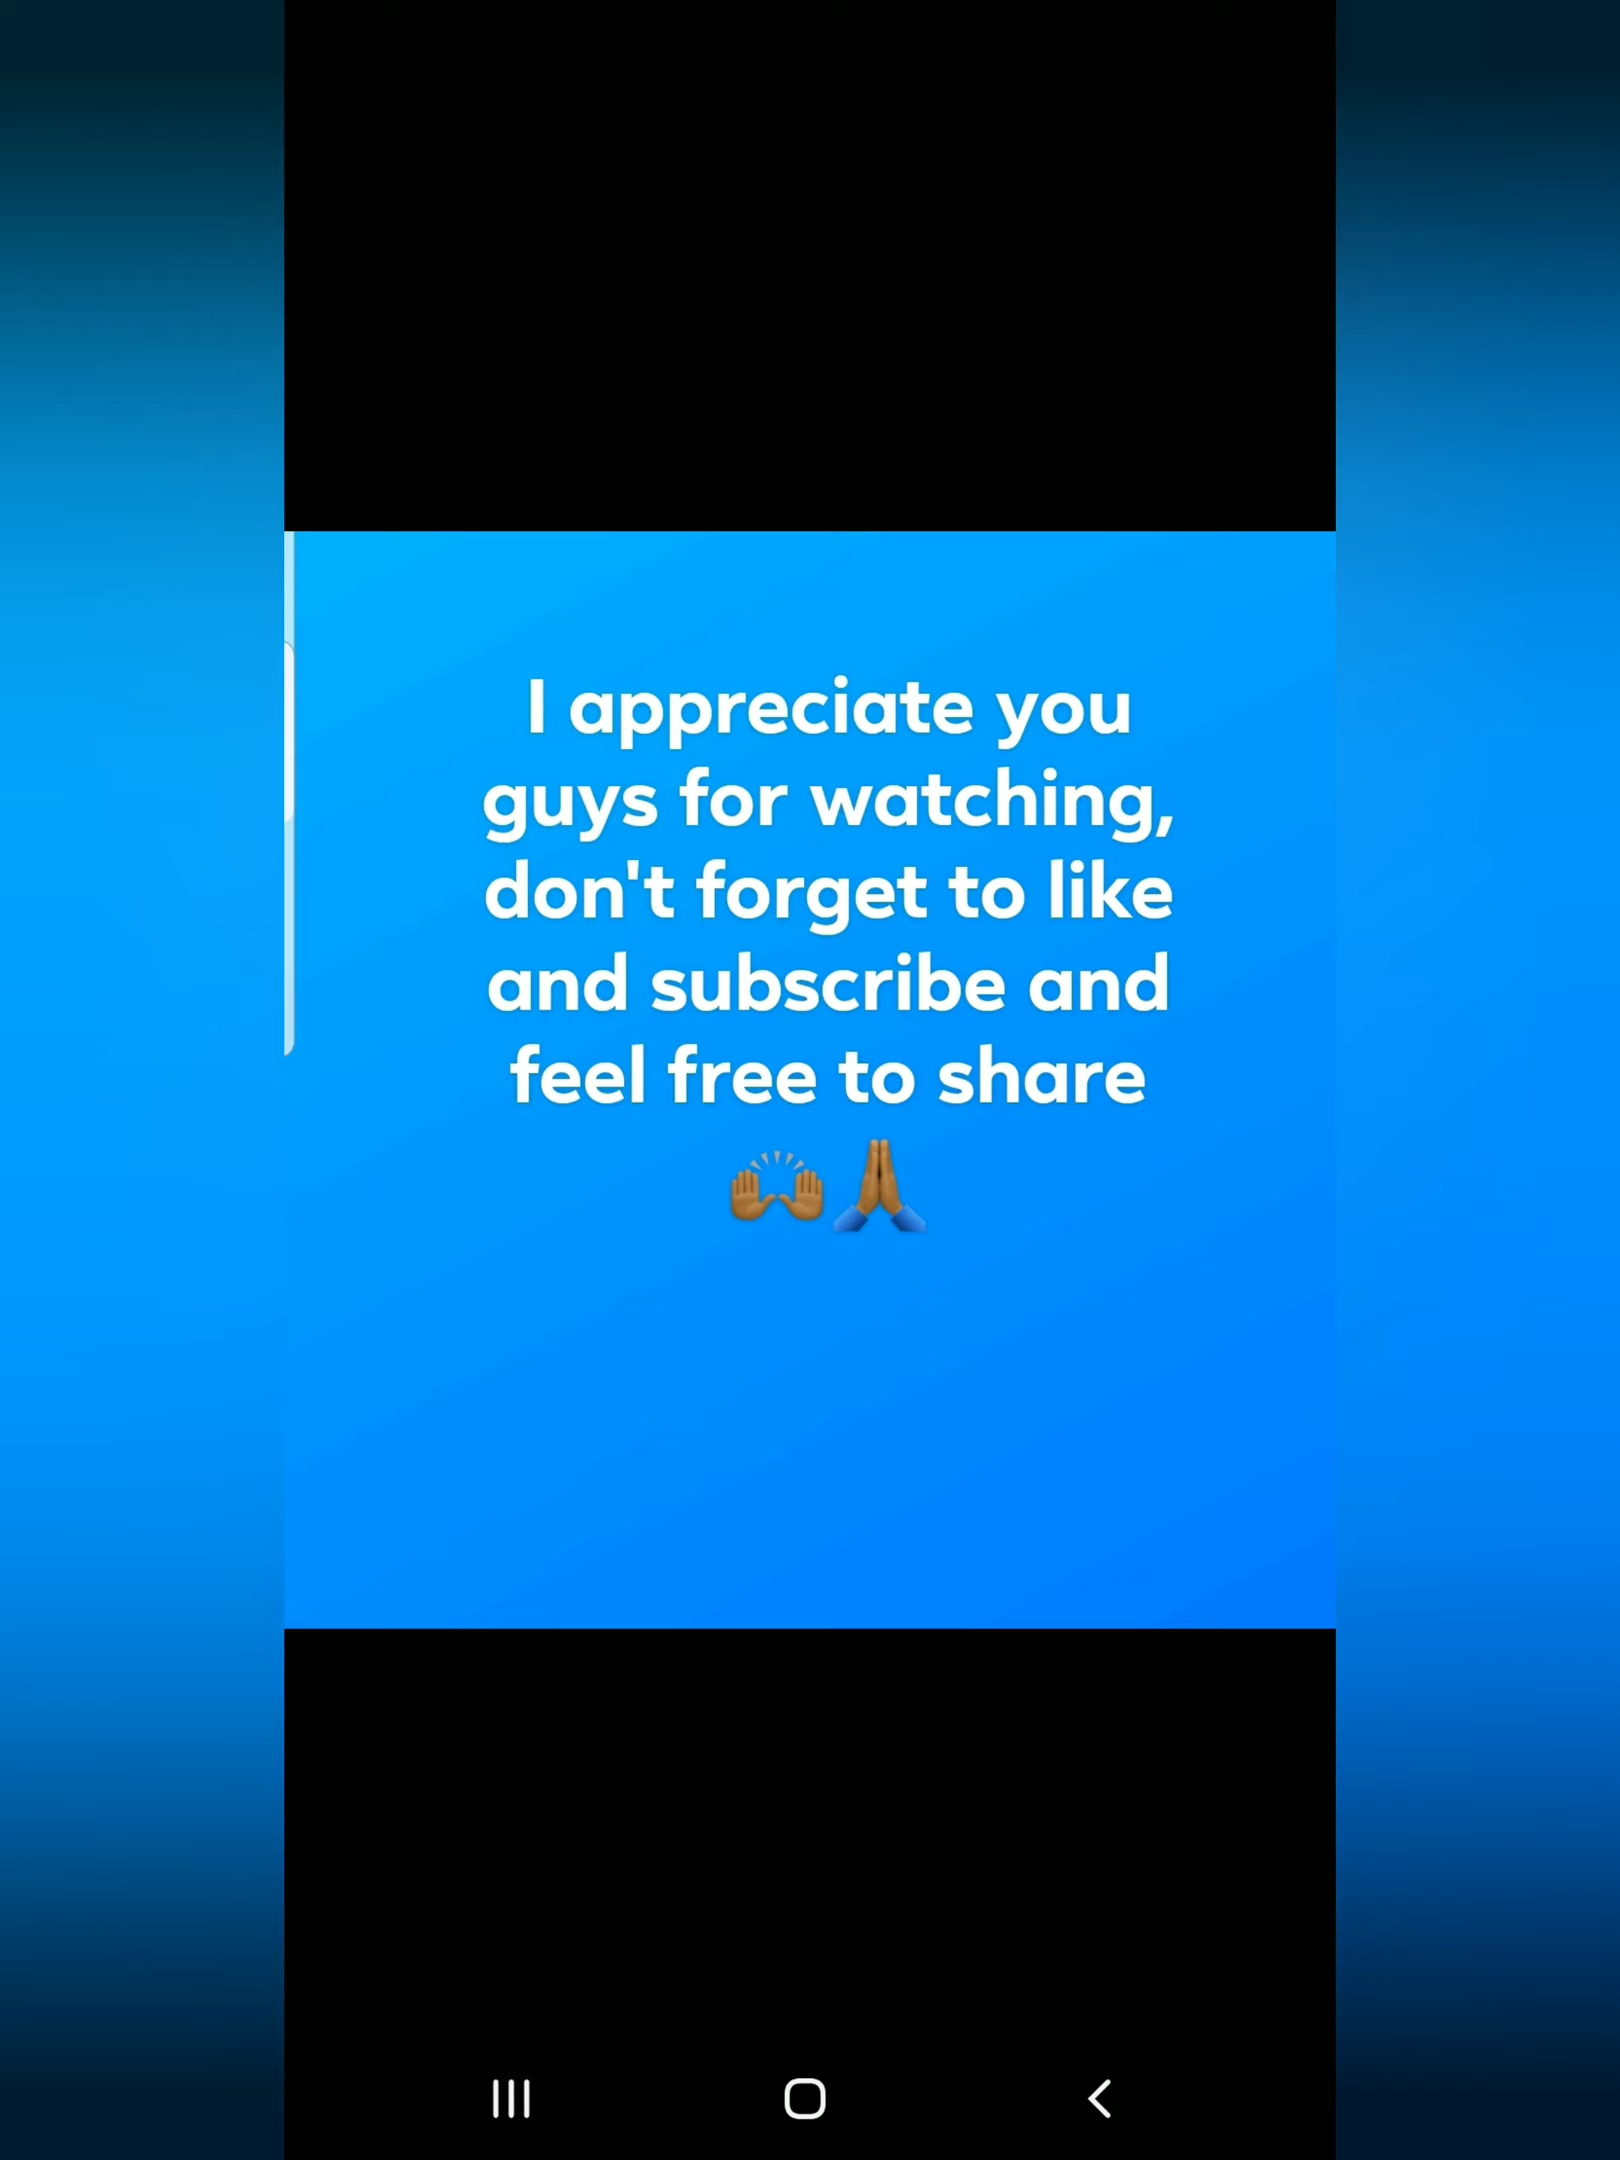 I appreciate you
guys for watching,
don't forget to like
and subscribe and
feel free to share
🙌🏾🙏🏾